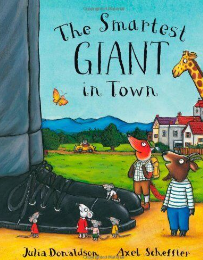 The Smartest
GIANT
in Town
Julia Donaldson Axel Scheffler